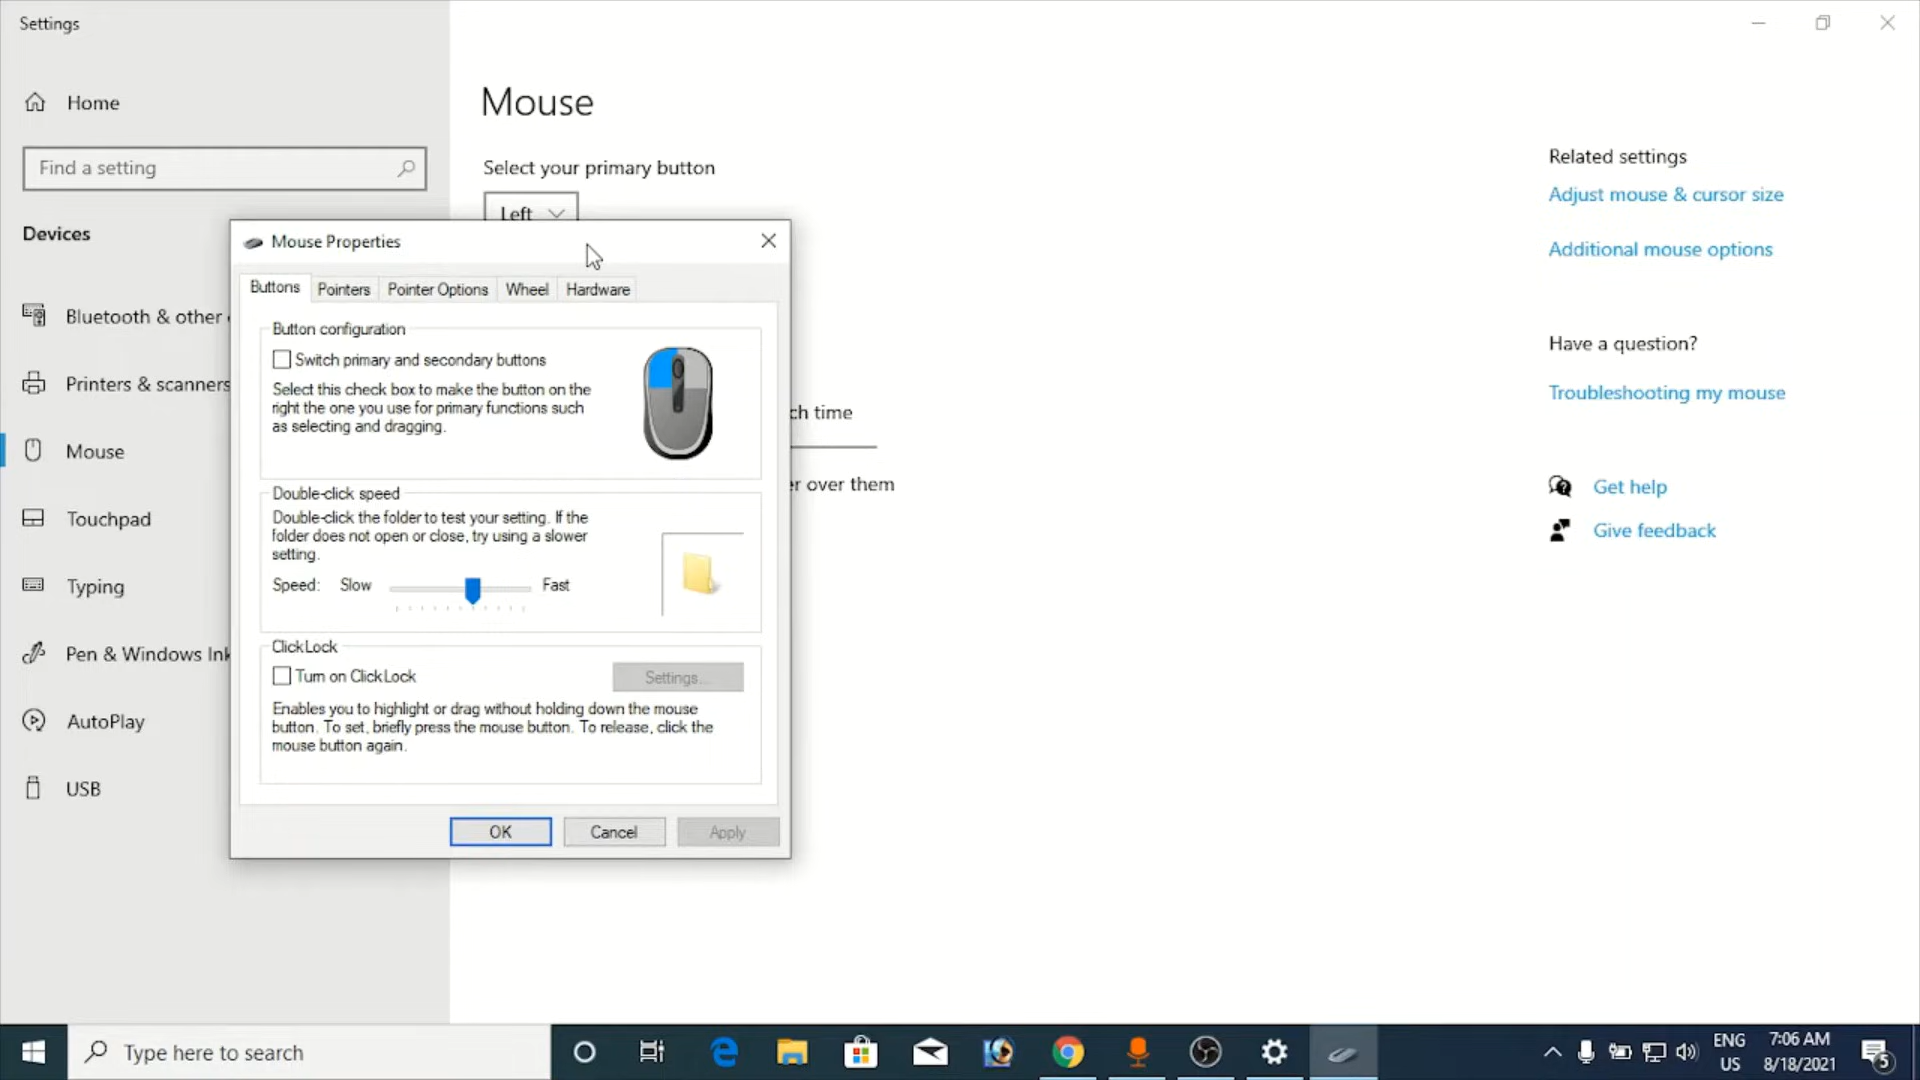 Settings
Home
Find a setting
Devices
Bluetooth & other
Printers & scanners
Mouse
Touchpad
Typing
Pen & Windows Ink
AutoPlay
USB
Mouse
Select your primary button
Left
ch time
er over them
Mouse Properties
Buttons
Pointers
Pointer Options
Wheel
Hardware
Button configuration
Switch primary and secondary buttons
Select this check box to make the button on the
right the one you use for primary functions such
as selecting and dragging.
Double-click speed
Double-click the folder to test your setting. If the
folder does not open or close, try using a slower
setting.
Speed: Slow Fast
ClickLock
Turn on ClickLock
Settings...
Enables you to highlight or drag without holding down the mouse
button. To set, briefly press the mouse button. To release, click the
mouse button again.
OK
Cancel
Apply
Related settings
Adjust mouse & cursor size
Additional mouse options
Have a question?
Troubleshooting my mouse
Get help
Give feedback
Type here to search
ENG
US
7:06 AM
8/18/2021
5